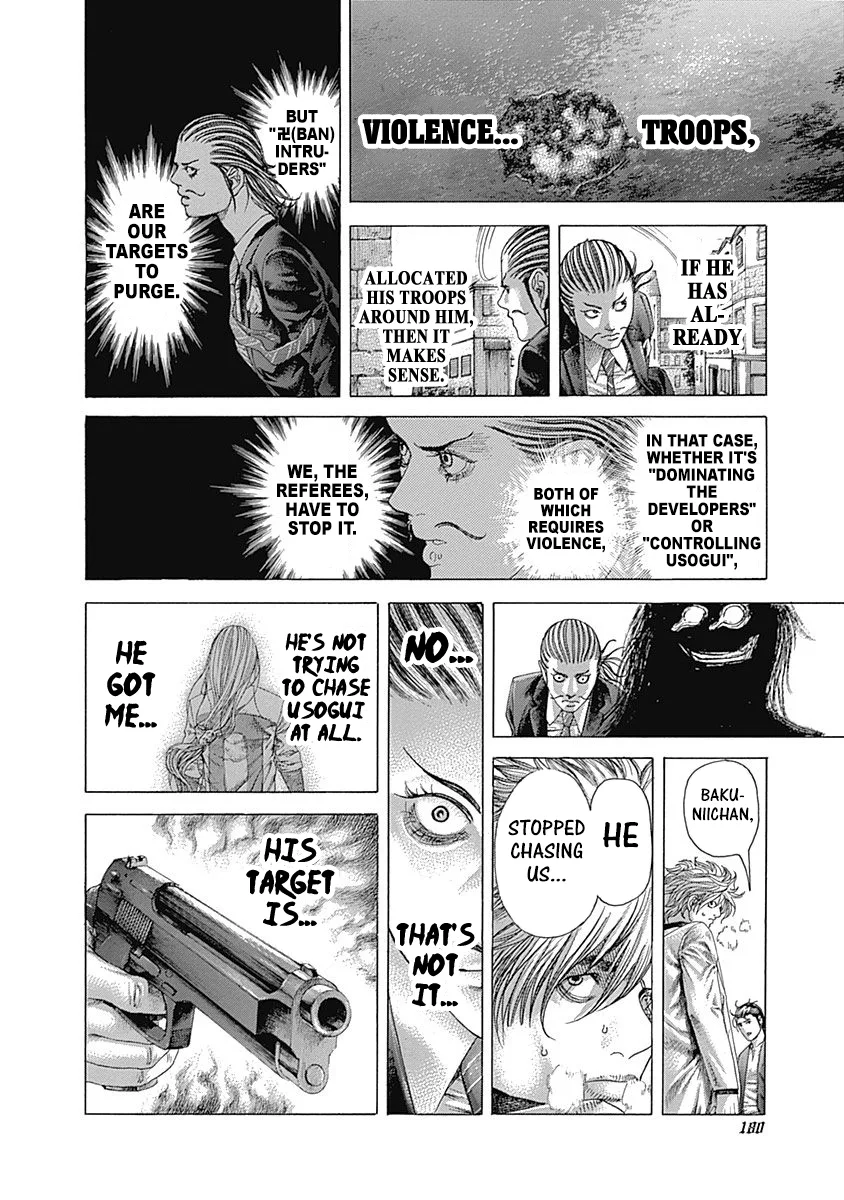 VIOLENCE... TROOPS,
IF HE
HAS
AL-
READY
ALLOCATED
HIS TROOPS
AROUND HIM,
THEN IT
MAKES
SENSE.
BUT
"卍(BAN)
INTRU-
DERS"
ARE
OUR
TARGETS
TO
PURGE.
IN THAT CASE,
WHETHER IT'S
"DOMINATING
THE
DEVELOPERS"
OR
"CONTROLLING
USOGUI",
BOTH OF
WHICH
REQUIRES
VIOLENCE,
WE, THE
REFEREES,
HAVE TO
STOP IT.
BAKU-
NIICHAN,
HE
STOPPED
CHASING
US...
NO...
THAT'S
NOT
IT...
HE'S NOT
TRYING
TO CHASE
USOGUI
AT ALL.
HE
GOT
ME...
HIS
TARGET
IS...
180